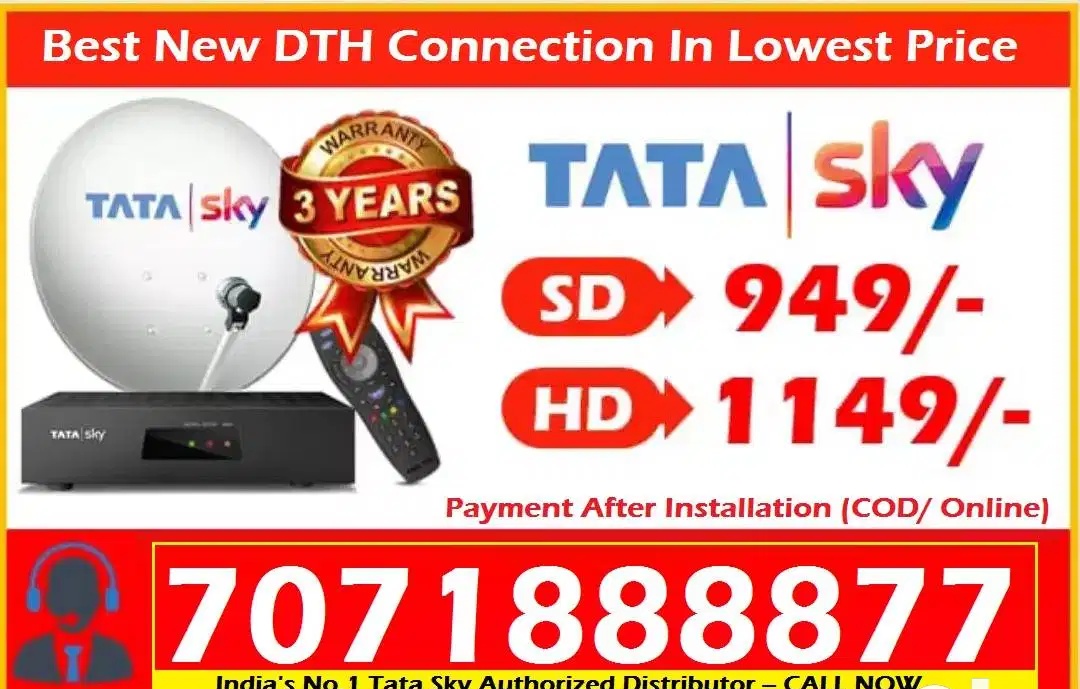 Best New DTH Connection In Lowest Price
TATA sky
WARRANTY
3 YEARS
WARRANTY
TATA sky
SD 949/-
HD 1149/-
TATA sky
Payment After Installation (COD/ Online)
7071888877
India's No 1 Tata Sky Authorized Distributor – CALL NOW